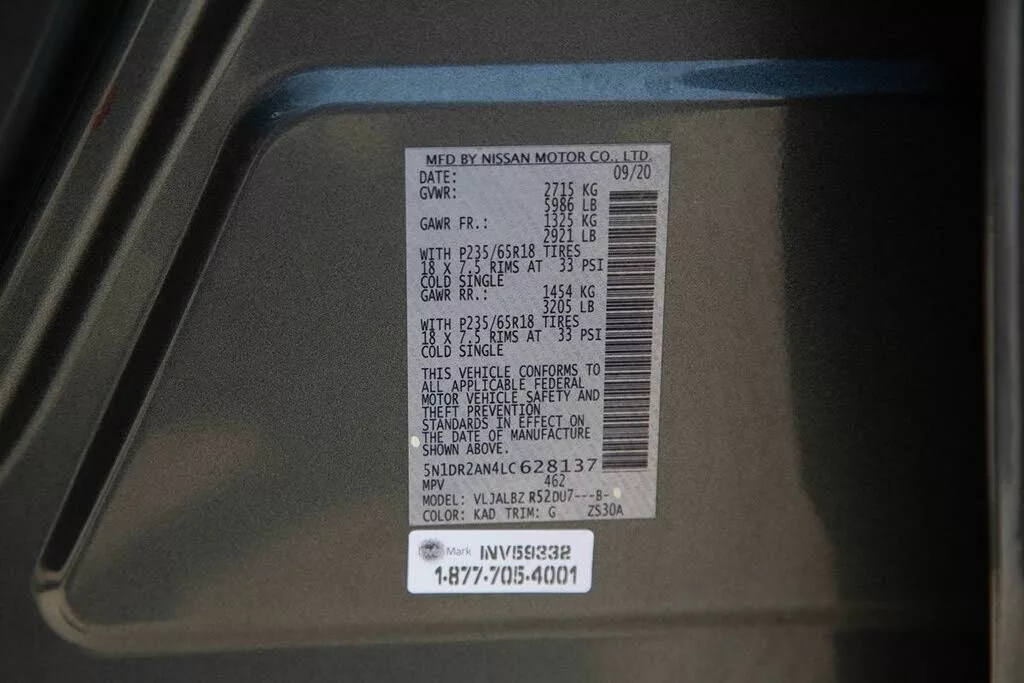 MFD BY NISSAN MOTOR CO., LTD.
DATE: 09/20
GVWR: 2715 KG
5986 LB
GAWR FR.: 1325 KG
2921 LB
WITH P235/65R18 TIRES
18 X 7.5 RIMS AT 33 PSI
COLD SINGLE
GAWR RR.: 1454 KG
3205 LB
WITH P235/65R18 TIRES
18 X 7.5 RIMS AT 33 PSI
COLD SINGLE
THIS VEHICLE CONFORMS TO
ALL APPLICABLE FEDERAL
MOTOR VEHICLE SAFETY AND
THEFT PREVENTION
STANDARDS IN EFFECT ON
THE DATE OF MANUFACTURE
SHOWN ABOVE.
5N1DR2AN4LC628137
MPV 462
MODEL: VLJALBZ R52DU7---B-
COLOR: KAD TRIM: G ZS30A
Mark INV59332
1-877-705-4001